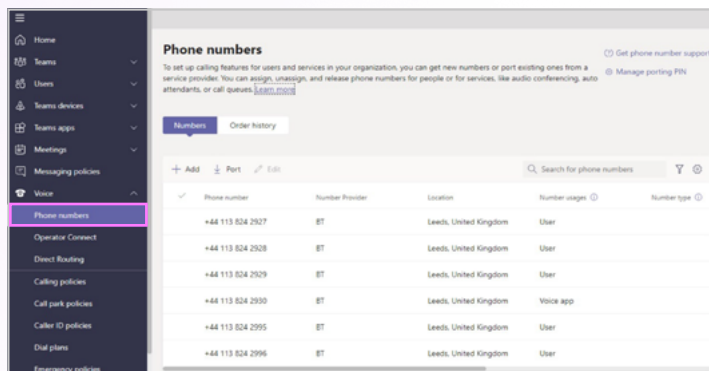 Home
Teams
Users
Teams devices
Teams apps
Meetings
Messaging policies
Voice
Phone numbers
Operator Connect
Direct Routing
Calling policies
Call park policies
Caller ID policies
Dial plans
Emergency policies
Phone numbers
To set up calling features for users and services in your organization, you can get new numbers or port existing ones from a
service provider. You can assign, unassign, and release phone numbers for people or for services, like audio conferencing, auto
attendants, or call queues. Learn more
Get phone number support
Manage porting PIN
Numbers Order history
Add Port Edit Search for phone numbers
Phone number Number Provider Location Number usages Number type
+44 113 824 2927 BT Leeds, United Kingdom User
+44 113 824 2928 BT Leeds, United Kingdom User
+44 113 824 2929 BT Leeds, United Kingdom User
+44 113 824 2930 BT Leeds, United Kingdom Voice app
+44 113 824 2995 BT Leeds, United Kingdom User
+44 113 824 2996 BT Leeds, United Kingdom User